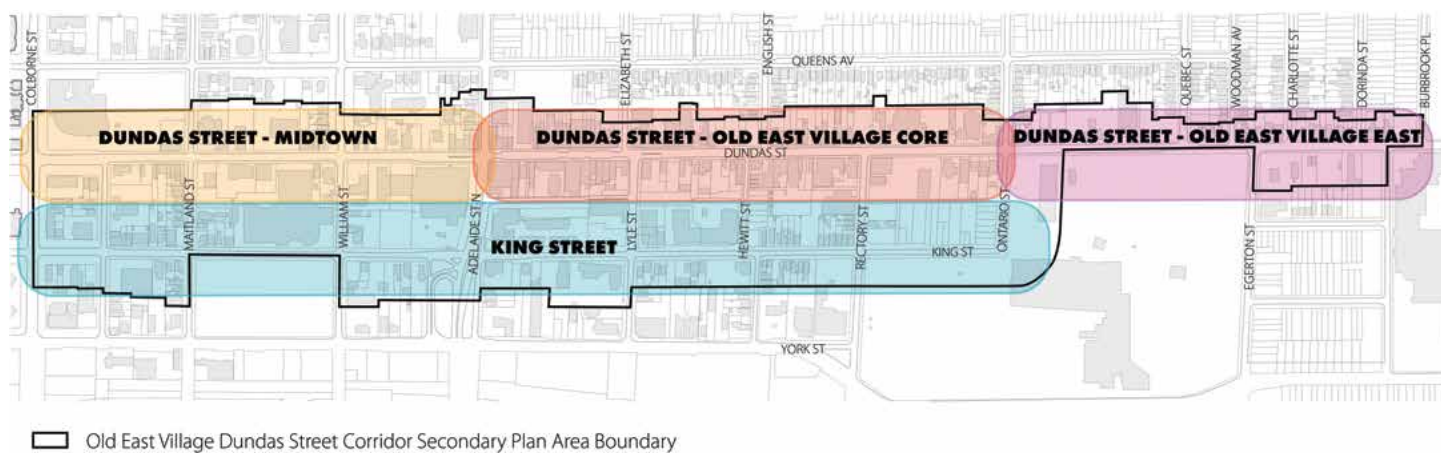 COLBORNE ST
ELIZABETH ST
ENGLISH ST
QUEENS AV
QUEBEC ST
WOODMAN AV
CHARLOTTE ST
DORINDA ST
BURBROOK PL
DUNDAS STREET - MIDTOWN
DUNDAS STREET - OLD EAST VILLAGE CORE
DUNDAS STREET - OLD EAST VILLAGE EAST
DUNDAS ST
MAITLAND ST
WILLIAM ST
ADELAIDE ST N
LYLE ST
HEWITT ST
RECTORY ST
ONTARIO ST
KING STREET
KING ST
EGERTON ST
YORK ST
Old East Village Dundas Street Corridor Secondary Plan Area Boundary